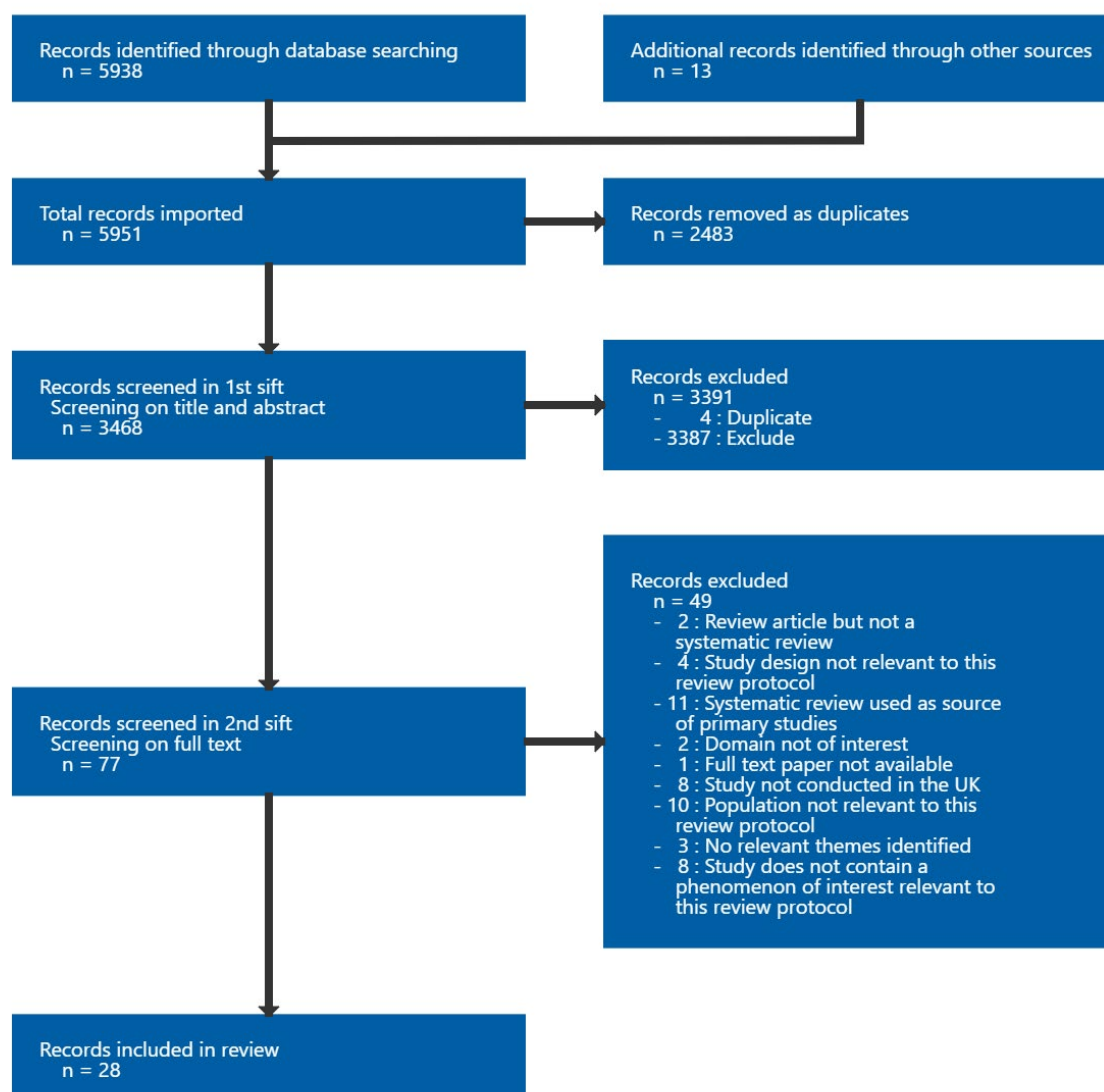 Records identified through database searching
n = 5938
Additional records identified through other sources
n = 13
Total records imported
n = 5951
Records removed as duplicates
n = 2483
Records screened in 1st sift
Screening on title and abstract
n = 3468
Records excluded
n = 3391
- 4 : Duplicate
- 3387 : Exclude
Records screened in 2nd sift
Screening on full text
n = 77
Records excluded
n = 49
- 2 : Review article but not a
systematic review
- 4 : Study design not relevant to this
review protocol
- 11 : Systematic review used as source
of primary studies
- 2 : Domain not of interest
- 1 : Full text paper not available
- 8 : Study not conducted in the UK
- 10 : Population not relevant to this
review protocol
- 3 : No relevant themes identified
- 8 : Study does not contain a
phenomenon of interest relevant to
this review protocol
Records included in review
n = 28